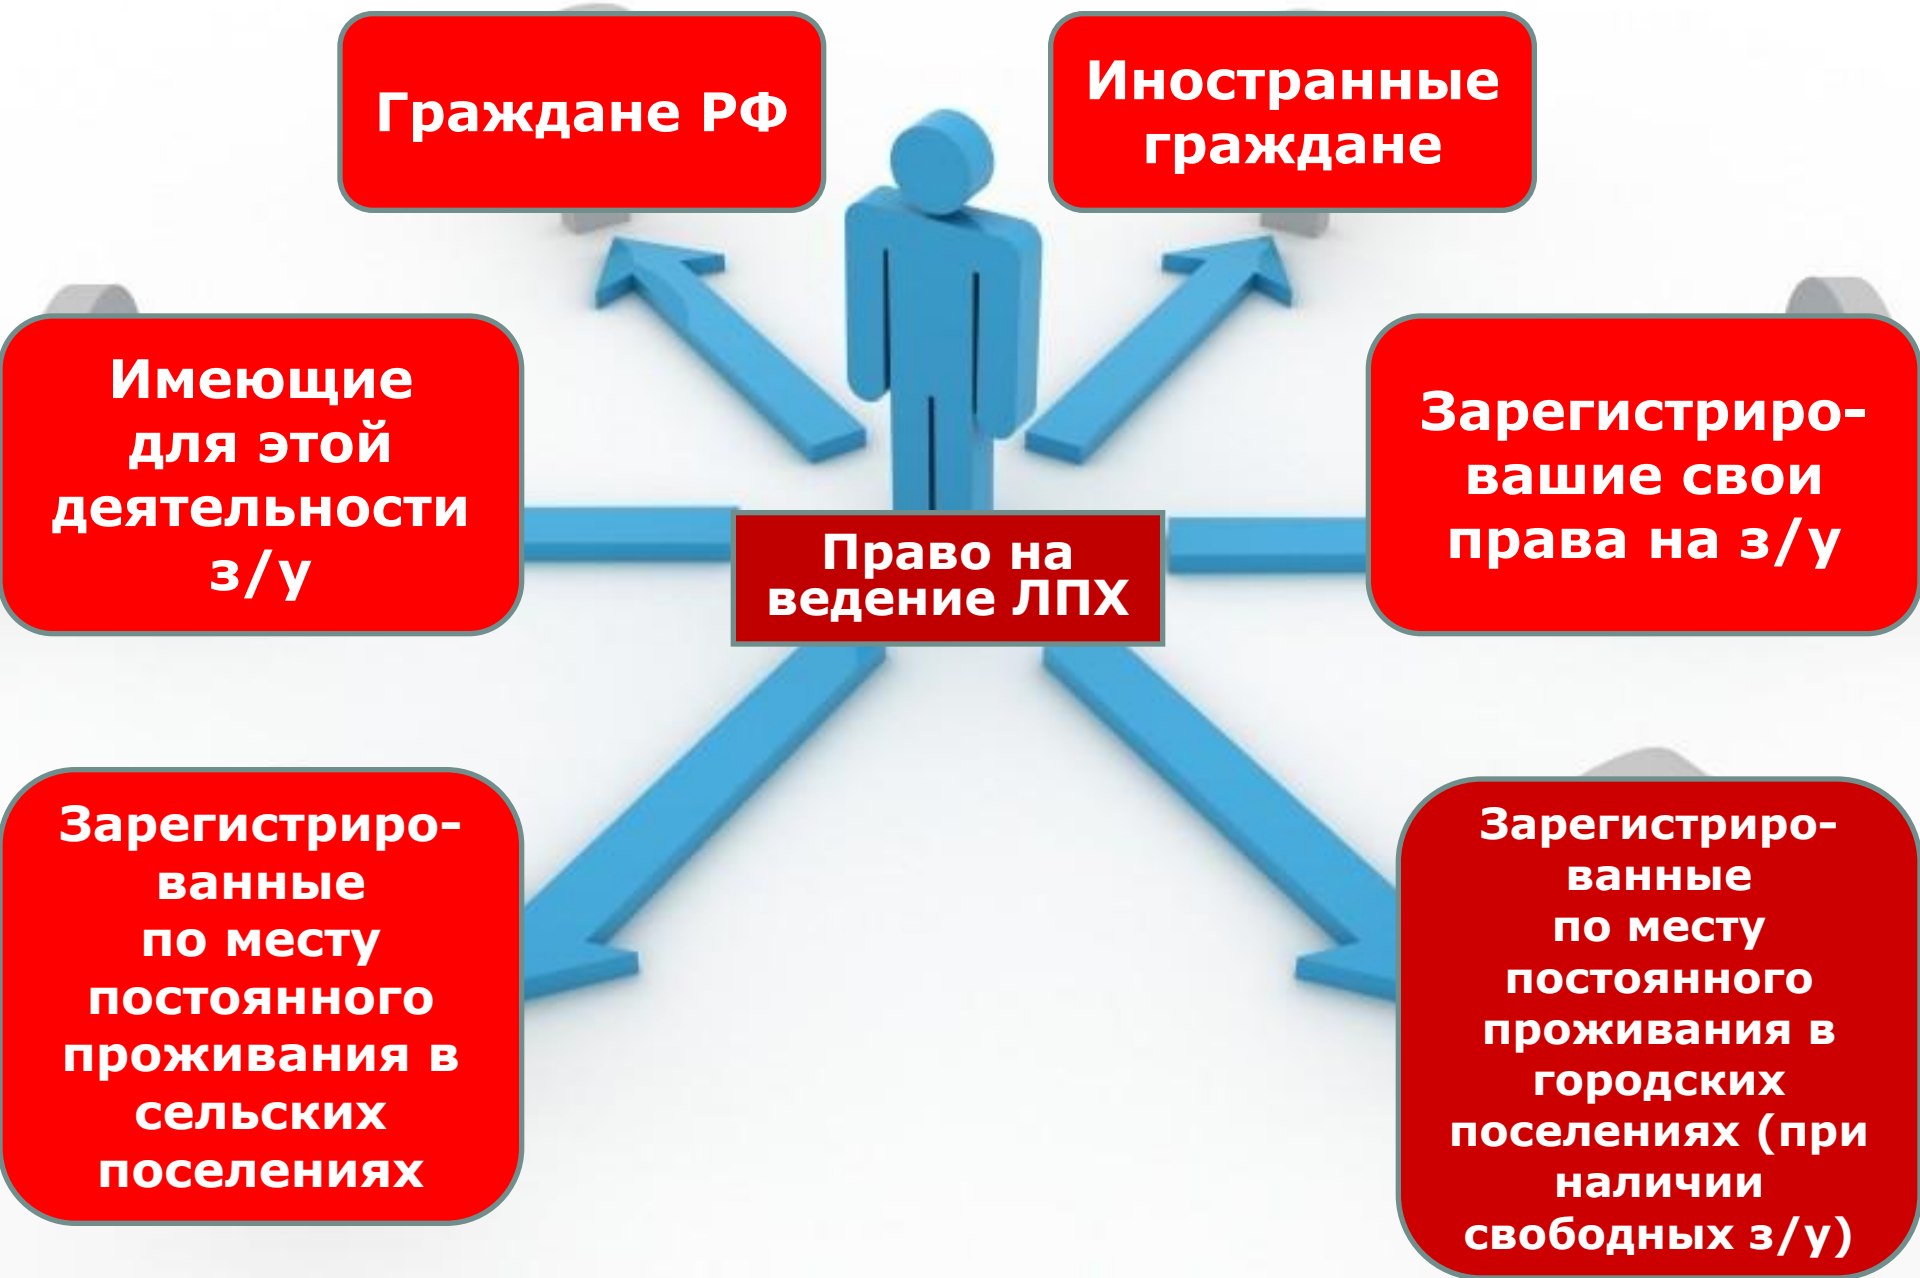 Граждане РФ
Иностранные
граждане
Имеющие
для этой
деятельности
з/у
Зарегистриро-
вашие свои
права на з/у
Право на
ведение ЛПХ
Зарегистриро-
ванные
по месту
постоянного
проживания в
сельских
поселениях
Зарегистриро-
ванные
по месту
постоянного
проживания в
городских
поселениях (при
наличии
свободных з/у)